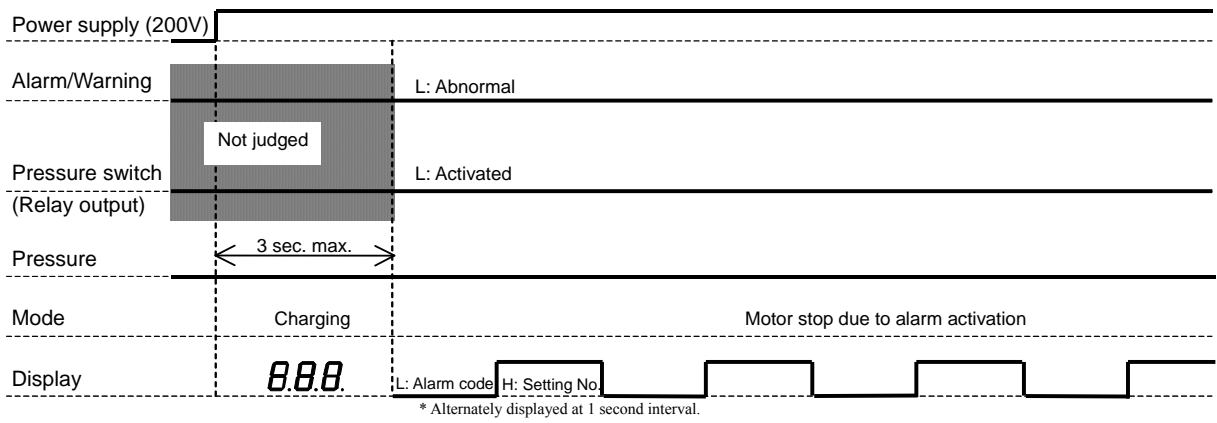 Power supply (200V)
Alarm/Warning
L: Abnormal
Not judged
Pressure switch
L: Activated
(Relay output)
3 sec. max.
Pressure
Mode
Charging
Motor stop due to alarm activation
Display
8.8.8.
L: Alarm code
H: Setting No.
* Alternately displayed at 1 second interval.